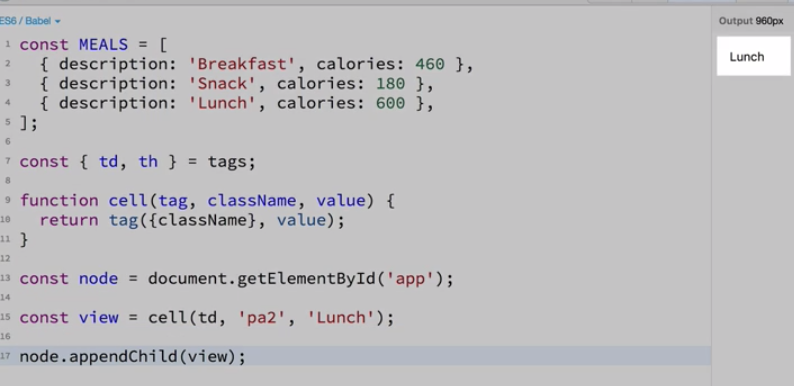 ES6 / Babel
Output 960px
1 const MEALS = [
2 { description: 'Breakfast', calories: 460 },
3 { description: 'Snack', calories: 180 },
4 { description: 'Lunch', calories: 600 },
5 ];
6
7 const { td, th } = tags;
8
9 function cell(tag, className, value) {
10 return tag({className}, value);
11 }
12
13 const node = document.getElementById('app');
14
15 const view = cell(td, 'pa2', 'Lunch');
16
17 node.appendChild(view);
Lunch